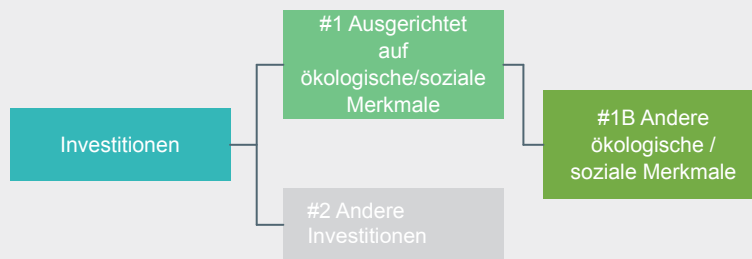 Investitionen
#1 Ausgerichtet
auf
ökologische/soziale
Merkmale
#2 Andere
Investitionen
#1B Andere
ökologische /
soziale Merkmale